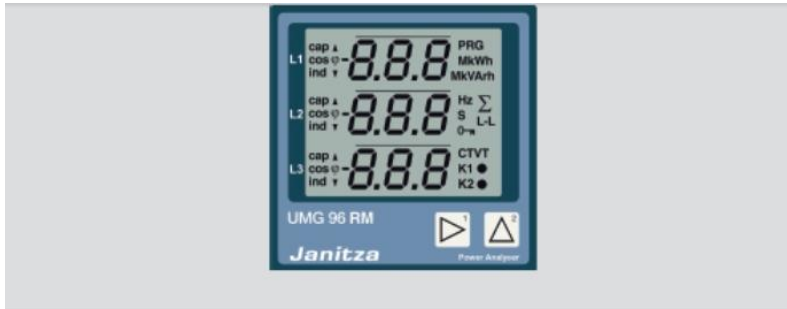 cap ▲ PRG
L1 cos φ -8.8.8 MkWh
ind ▼ MkVArh
cap ▲ Hz Σ
L2 cos φ -8.8.8 S L-L
ind ▼
cap ▲ CTVT
L3 cos φ -8.8.8 K1 ●
ind ▼ K2 ●
UMG 96 RM
1 2
Janitza Power Analyser